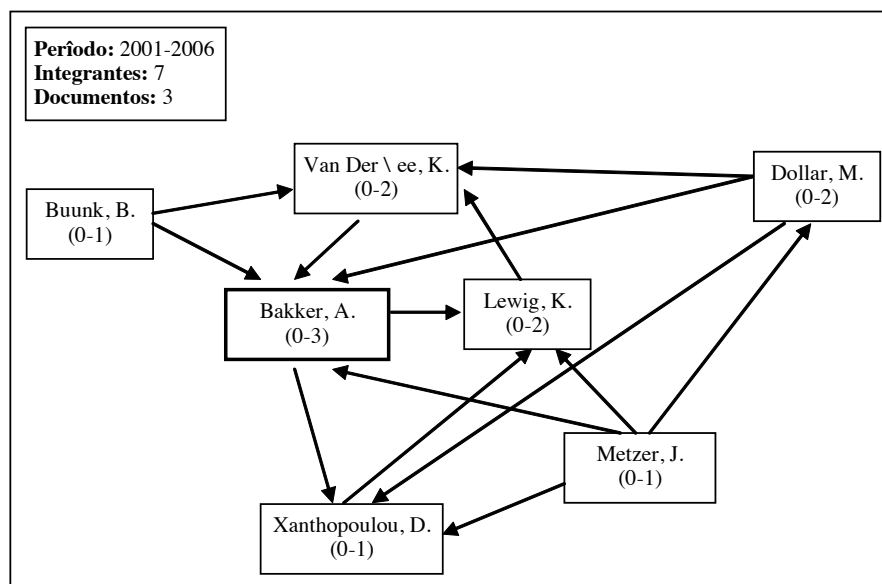 Perîodo: 2001-2006
Integrantes: 7
Documentos: 3
Van Der \ ee, K.
(0-2)
Dollar, M.
(0-2)
Buunk, B.
(0-1)
Bakker, A.
(0-3)
Lewig, K.
(0-2)
Metzer, J.
(0-1)
Xanthopoulou, D.
(0-1)